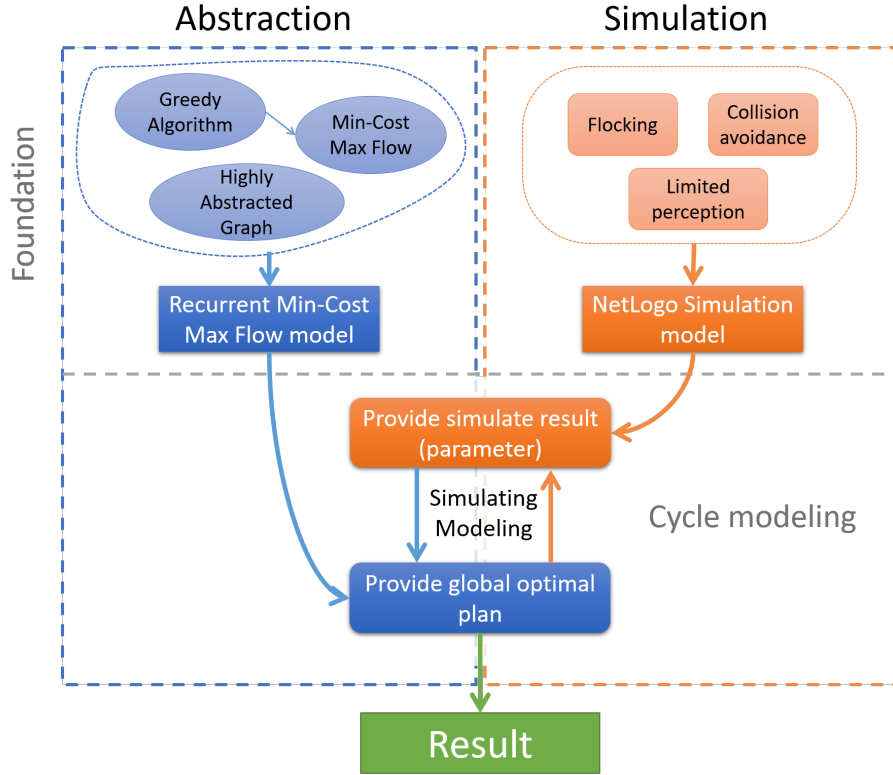 Abstraction
Simulation
Foundation
Greedy
Algorithm
Min-Cost
Max Flow
Highly
Abstracted
Graph
Flocking
Collision
avoidance
Limited
perception
Recurrent Min-Cost
Max Flow model
NetLogo Simulation
model
Provide simulate result
(parameter)
Simulating
Modeling
Cycle modeling
Provide global optimal
plan
Result